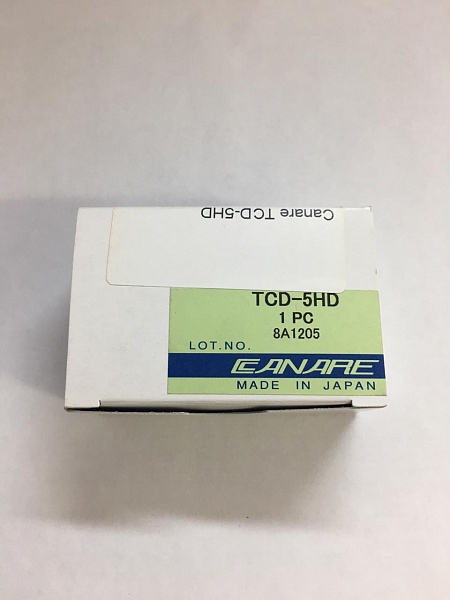 Canare TCD-5HD
TCD-5HD
1 PC
8A1205
LOT.NO.
CANARE
MADE IN JAPAN